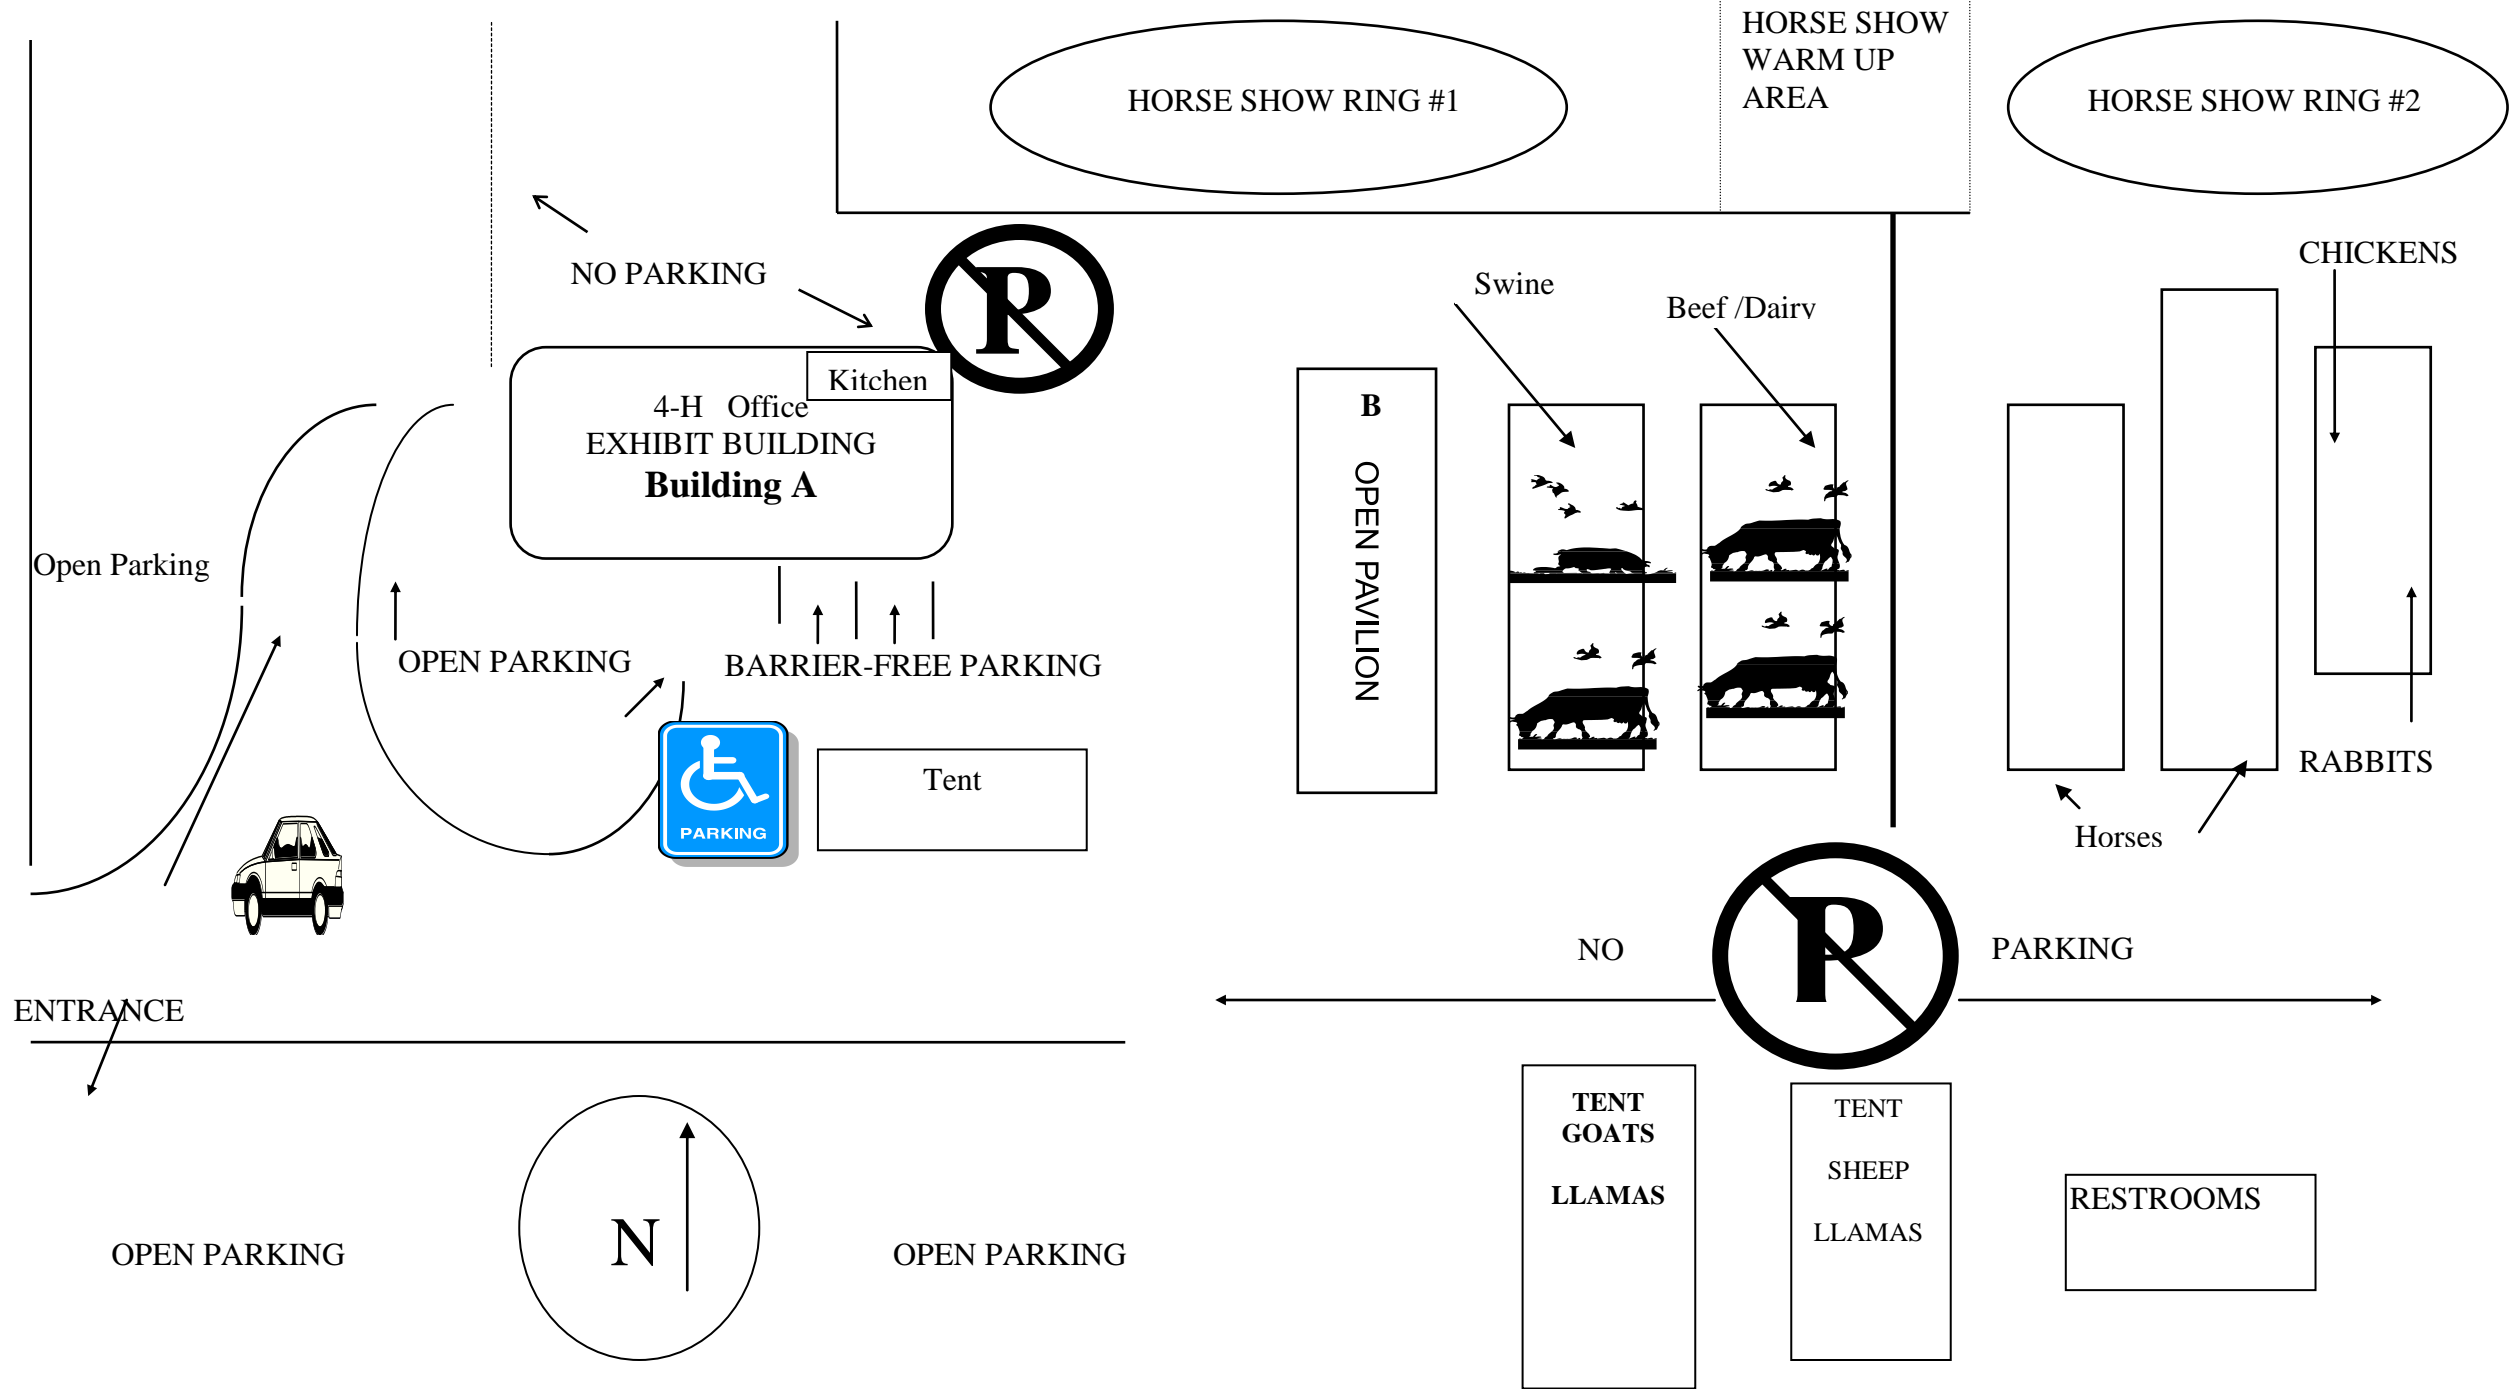 HORSE SHOW
WARM UP
AREA
HORSE SHOW RING #1
HORSE SHOW RING #2
NO PARKING
P
CHICKENS
Swine
Beef /Dairy
Kitchen
4-H Office
EXHIBIT BUILDING
Building A
B
OPEN PAVILION
Open Parking
OPEN PARKING
BARRIER-FREE PARKING
PARKING
Tent
RABBITS
Horses
NO
P
PARKING
ENTRANCE
TENT
GOATS
LLAMAS
TENT
SHEEP
LLAMAS
RESTROOMS
N
OPEN PARKING
OPEN PARKING